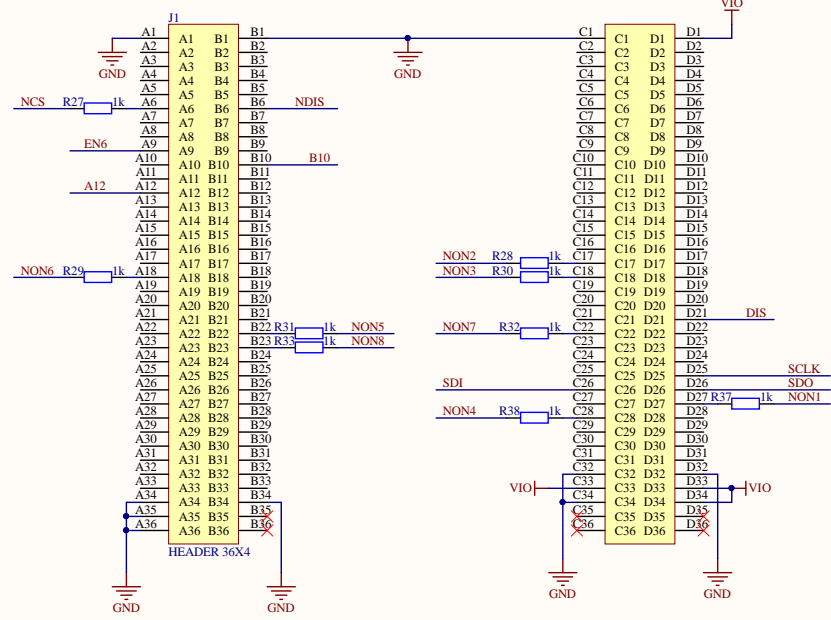 VIO
J1
A1 A1 B1 B1 C1 C1 D1 D1
A2 A2 B2 B2 C2 C2 D2 D2
A3 A3 B3 B3 C3 C3 D3 D3
GND GND
A4 A4 B4 B4 C4 C4 D4 D4
A5 A5 B5 B5 C5 C5 D5 D5
NCS R27 1k A6 A6 B6 B6 NDIS C6 C6 D6 D6
A7 A7 B7 B7 C7 C7 D7 D7
A8 A8 B8 B8 C8 C8 D8 D8
EN6 A9 A9 B9 B9 C9 C9 D9 D9
A10 A10 B10 B10 B10 C10 C10 D10 D10
A11 A11 B11 B11 C11 C11 D11 D11
A12 A12 A12 B12 B12 C12 C12 D12 D12
A13 A13 B13 B13 C13 C13 D13 D13
A14 A14 B14 B14 C14 C14 D14 D14
A15 A15 B15 B15 C15 C15 D15 D15
A16 A16 B16 B16 C16 C16 D16 D16
A17 A17 B17 B17 NON2 R28 1k C17 C17 D17 D17
NON6 R29 1k A18 A18 B18 B18 NON3 R30 1k C18 C18 D18 D18
A19 A19 B19 B19 C19 C19 D19 D19
A20 A20 B20 B20 C20 C20 D20 D20
A21 A21 B21 B21 C21 C21 D21 D21 DIS
A22 A22 B22 B22 R31 1k NON5 NON7 R32 1k C22 C22 D22 D22
A23 A23 B23 B23 R33 1k NON8 C23 C23 D23 D23
A24 A24 B24 B24 C24 C24 D24 D24
A25 A25 B25 B25 C25 C25 D25 D25 SCLK
A26 A26 B26 B26 SDI C26 C26 D26 D26 SDO
A27 A27 B27 B27 C27 C27 D27 D27 R37 1k NON1
A28 A28 B28 B28 NON4 R38 1k C28 C28 D28 D28
A29 A29 B29 B29 C29 C29 D29 D29
A30 A30 B30 B30 C30 C30 D30 D30
A31 A31 B31 B31 C31 C31 D31 D31
A32 A32 B32 B32 C32 C32 D32 D32
A33 A33 B33 B33 VIO C33 C33 D33 D33 VIO
A34 A34 B34 B34 C34 C34 D34 D34
A35 A35 B35 B35 C35 C35 D35 D35
A36 A36 B36 B36 C36 C36 D36 D36
HEADER 36X4
GND GND GND GND